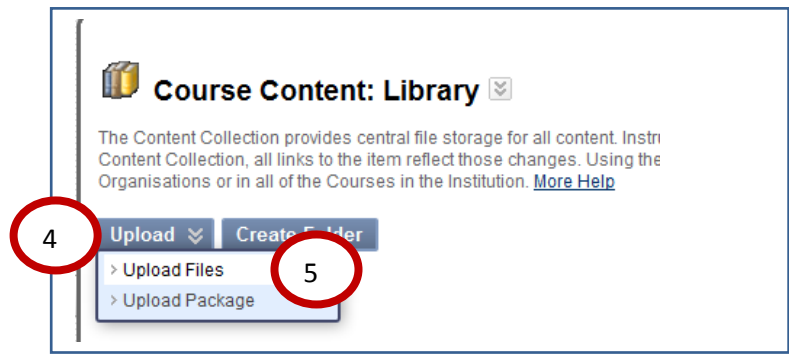 Course Content: Library
The Content Collection provides central file storage for all content. Instru
Content Collection, all links to the item reflect those changes. Using the
Organisations or in all of the Courses in the Institution. More Help
4
Upload Create Folder
> Upload Files
5
> Upload Package